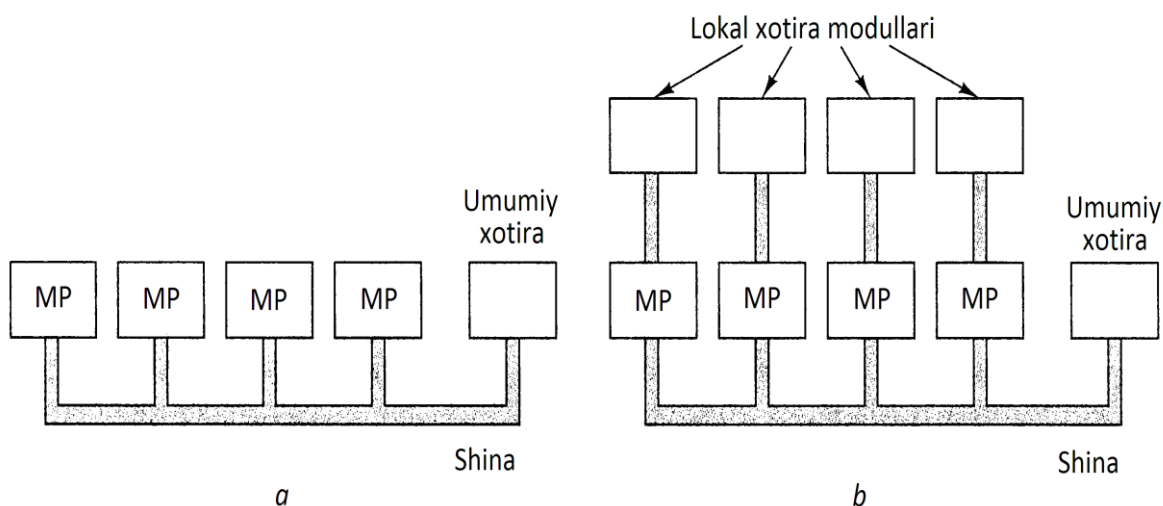 Lokal xotira modullari
Umumiy
xotira
MP MP MP MP
Shina
a
Umumiy
xotira
MP MP MP MP
Shina
b